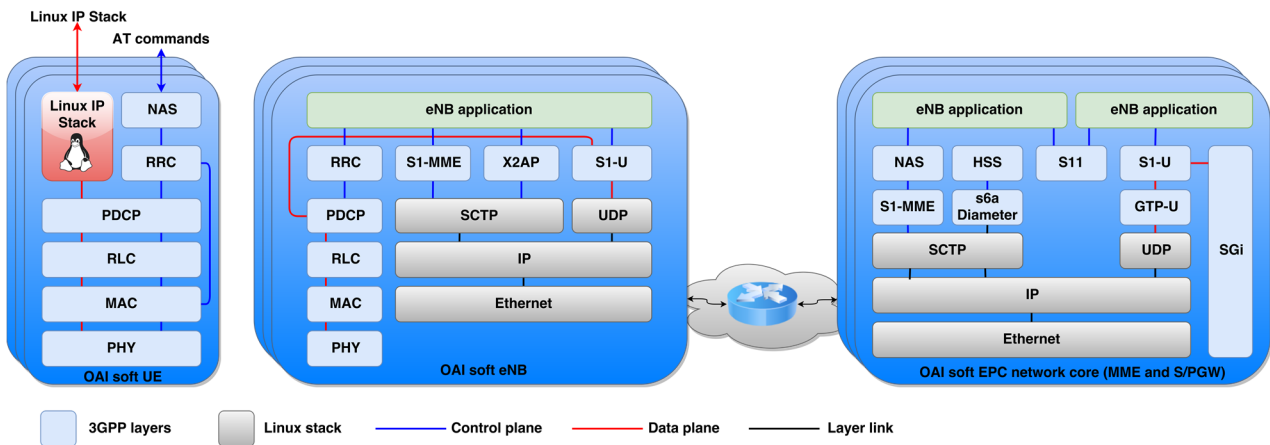 Linux IP Stack
AT commands
Linux IP
Stack
NAS
RRC
PDCP
RLC
MAC
PHY
OAI soft UE
eNB application
RRC
S1-MME
X2AP
S1-U
PDCP
SCTP
UDP
RLC
IP
MAC
Ethernet
PHY
OAI soft eNB
eNB application
eNB application
NAS
HSS
S11
S1-U
S1-MME
s6a
Diameter
GTP-U
SCTP
UDP
SGi
IP
Ethernet
OAI soft EPC network core (MME and S/PGW)
3GPP layers
Linux stack
Control plane
Data plane
Layer link